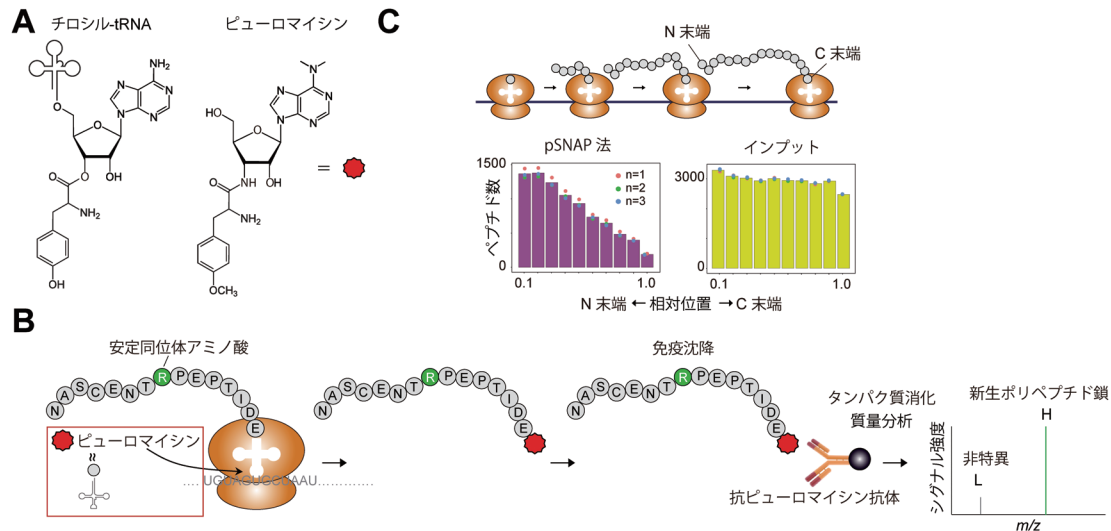 A
チロシル-tRNA
ピューロマイシン
NH₂
N
N
N
N
O
O
O
OH
O
NH₂
OH
N
N
N
N
N
HO
O
NH
OH
O
NH₂
OCH₃
=
C
N 末端
C 末端
pSNAP 法
インプット
1500
0
ペプチド数
n=1
n=2
n=3
3000
0
0.1
1.0
0.1
1.0
N 末端 ← 相対位置 → C 末端
B
安定同位体アミノ酸
NASCENTRPEPTIDE
ピューロマイシン
NASCENTRPEPTIDE
免疫沈降
NASCENTRPEPTIDE
抗ピューロマイシン抗体
タンパク質消化
質量分析
新生ポリペプチド鎖
H
非特異
L
シグナル強度
m/z